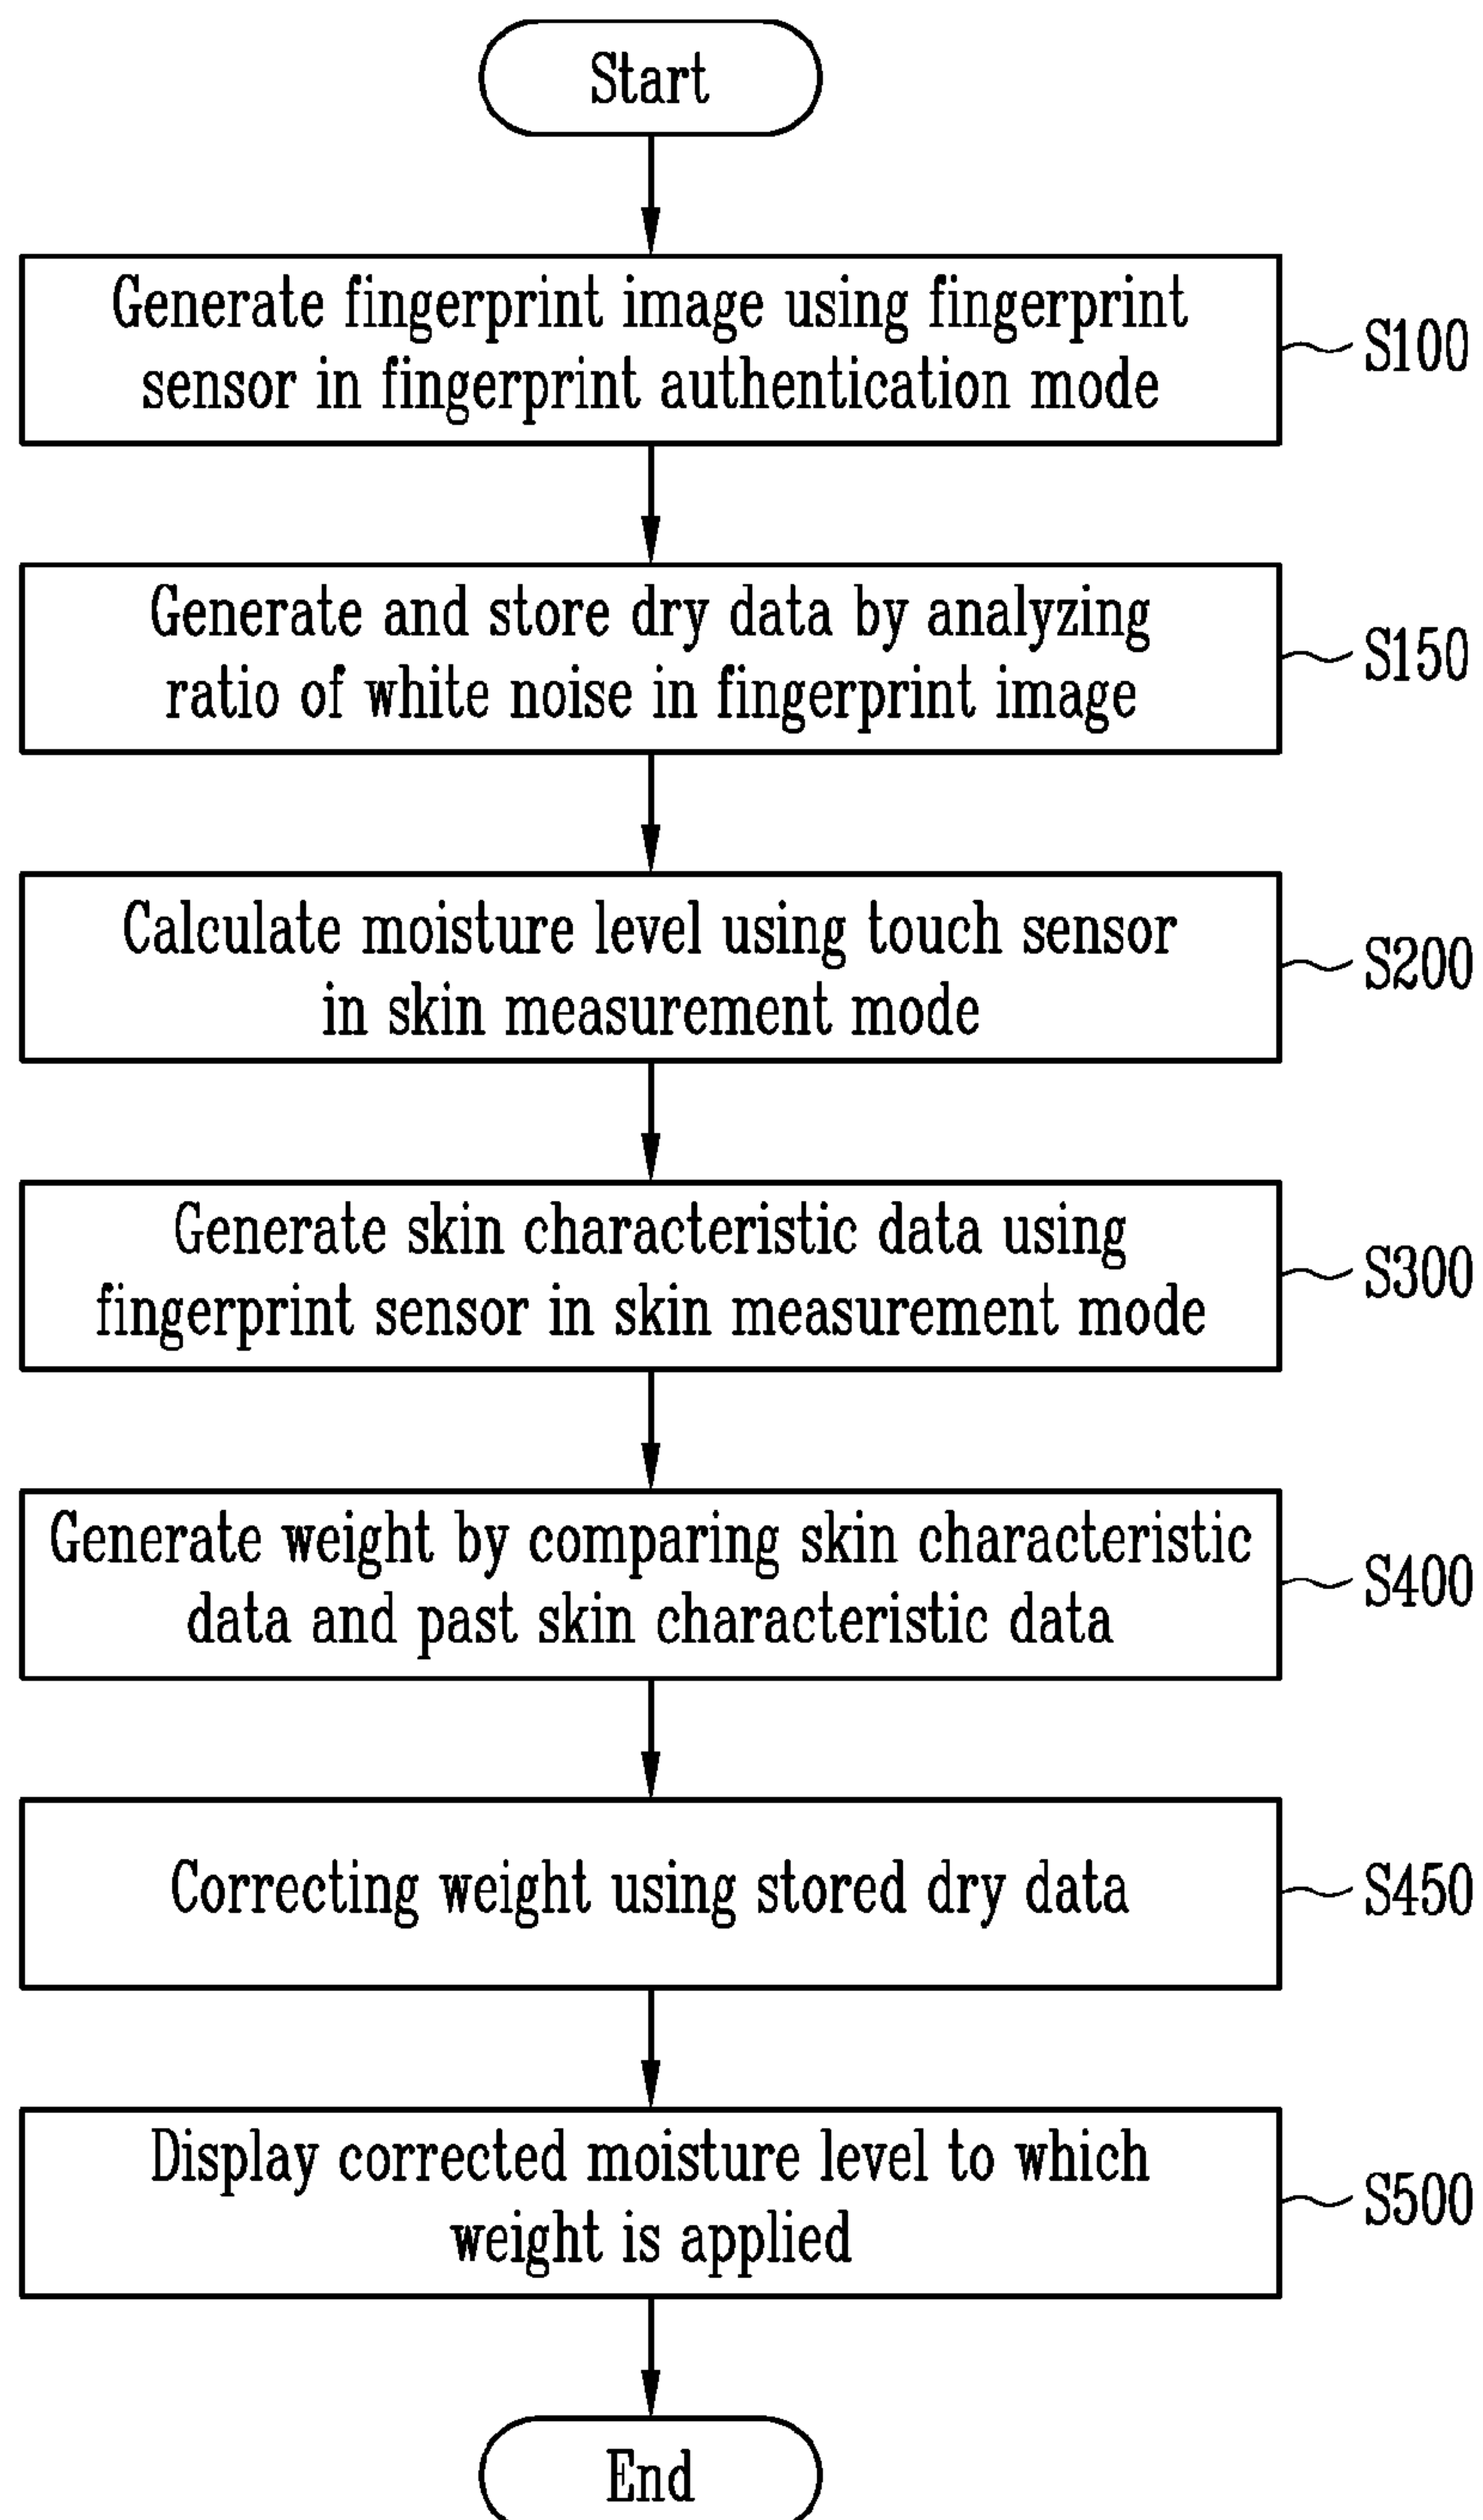 Start
Generate fingerprint image using fingerprint
sensor in fingerprint authentication mode
S100
Generate and store dry data by analyzing
ratio of white noise in fingerprint image
S150
Calculate moisture level using touch sensor
in skin measurement mode
S200
Generate skin characteristic data using
fingerprint sensor in skin measurement mode
S300
Generate weight by comparing skin characteristic
data and past skin characteristic data
S400
Correcting weight using stored dry data
S450
Display corrected moisture level to which
weight is applied
S500
End